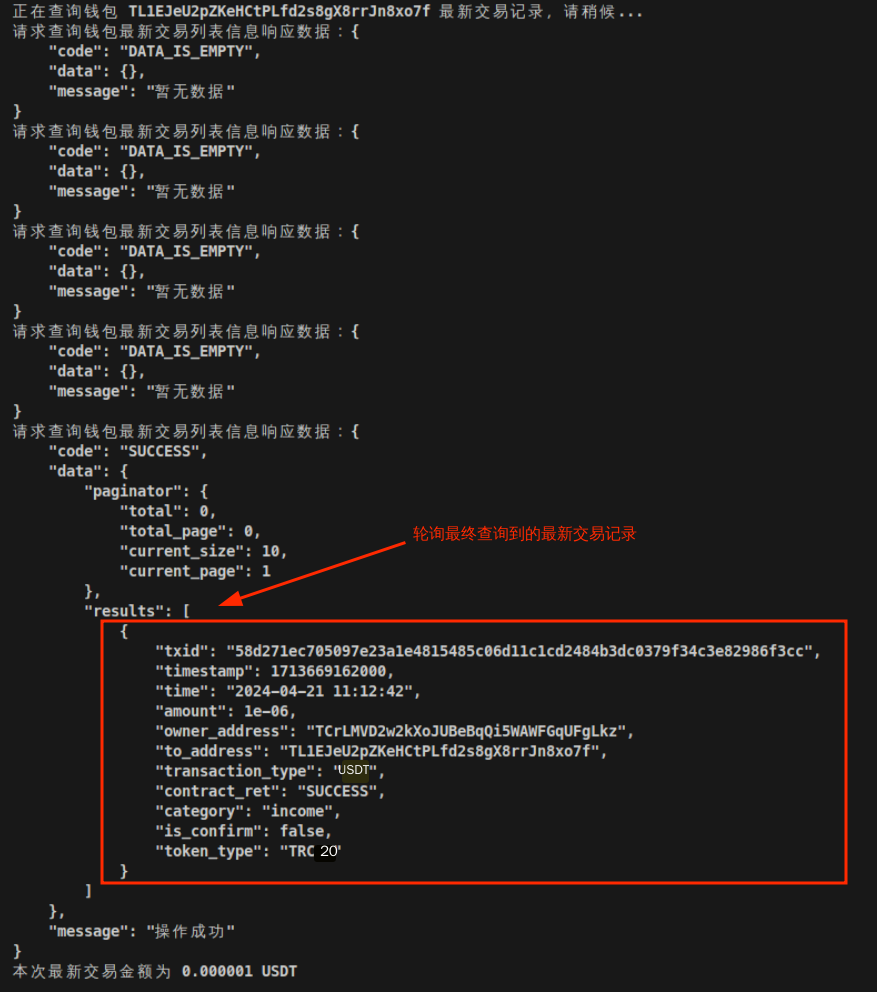 正在查询钱包 TL1EJeU2pZKeHCtPLfd2s8gX8rrJn8xo7f 最新交易记录, 请稍候...
请求查询钱包最新交易列表信息响应数据：{
"code": "DATA_IS_EMPTY",
"data": {},
"message": "暂无数据"
}
请求查询钱包最新交易列表信息响应数据：{
"code": "DATA_IS_EMPTY",
"data": {},
"message": "暂无数据"
}
请求查询钱包最新交易列表信息响应数据：{
"code": "DATA_IS_EMPTY",
"data": {},
"message": "暂无数据"
}
请求查询钱包最新交易列表信息响应数据：{
"code": "DATA_IS_EMPTY",
"data": {},
"message": "暂无数据"
}
请求查询钱包最新交易列表信息响应数据：{
"code": "SUCCESS",
"data": {
"paginator": {
"total": 0,
"total_page": 0,
轮询最终查询到的最新交易记录
"current_size": 10,
"current_page": 1
},
"results": [
{
"txid": "58d271ec705097e23a1e4815485c06d11c1cd2484b3dc0379f34c3e82986f3cc",
"timestamp": 1713669162000,
"time": "2024-04-21 11:12:42",
"amount": 1e-06,
"owner_address": "TCrLMVD2w2kXoJUBeBqQi5WAWFGqUFgLkz",
"to_address": "TL1EJeU2pZKeHCtPLfd2s8gX8rrJn8xo7f",
"transaction_type": "USDT",
"contract_ret": "SUCCESS",
"category": "income",
"is_confirm": false,
"token_type": "TRC 20"
}
]
},
"message": "操作成功"
}
本次最新交易金额为 0.000001 USDT